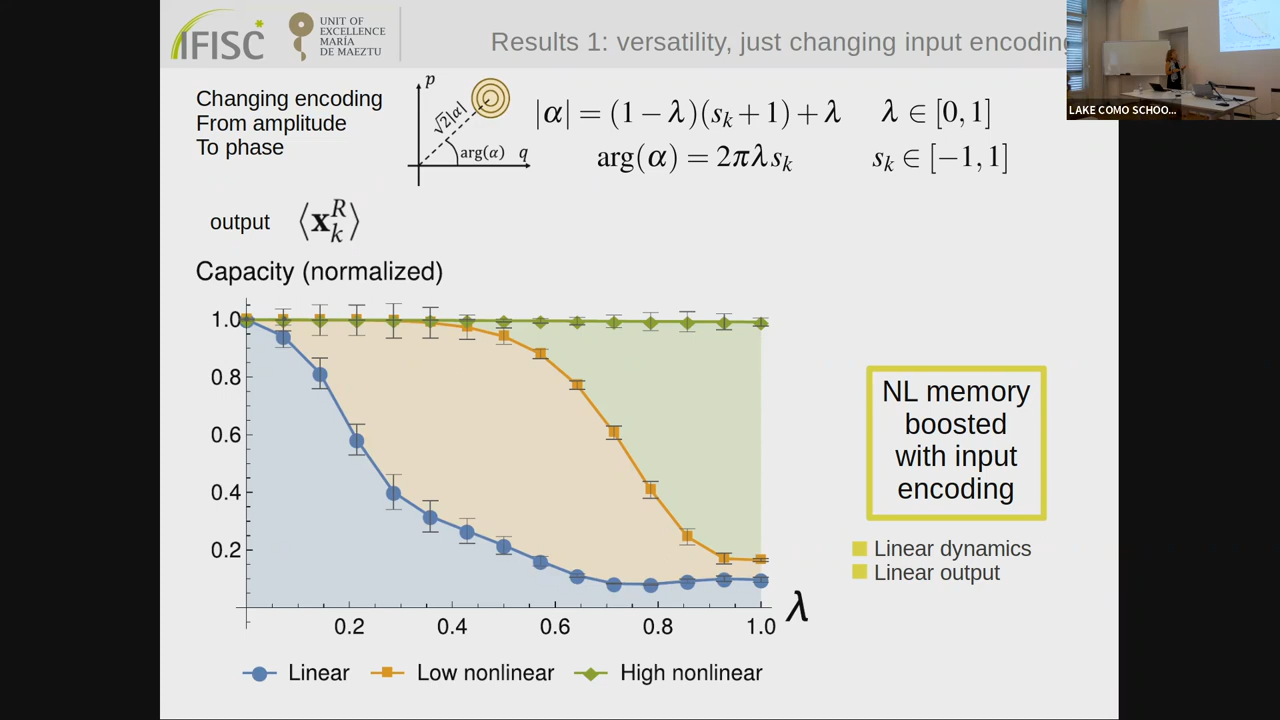 IFISC
UNIT OF
EXCELLENCE
MARÍA
DE MAEZTU
Results 1: versatility, just changing input encoding
LAKE COMO SCHOO...
Changing encoding
From amplitude
To phase
p
√2|α|
arg(α)
q
|α| = (1 − λ)(s_k + 1) + λ
λ ∈ [0, 1]
arg(α) = 2πλs_k
s_k ∈ [−1, 1]
output ⟨x_k^R⟩
Capacity (normalized)
1.0
0.8
0.6
0.4
0.2
0.2 0.4 0.6 0.8 1.0
λ
Linear Low nonlinear High nonlinear
NL memory
boosted
with input
encoding
Linear dynamics
Linear output